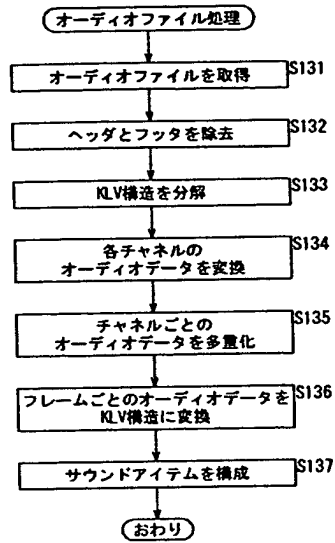 オーディオファイル処理
オーディオファイルを取得
S131
ヘッダとフッタを除去
S132
KLV構造を分解
S133
各チャネルの
オーディオデータを変換
S134
チャネルごとの
オーディオデータを多重化
S135
フレームごとのオーディオデータを
KLV構造に変換
S136
サウンドアイテムを構成
S137
おわり